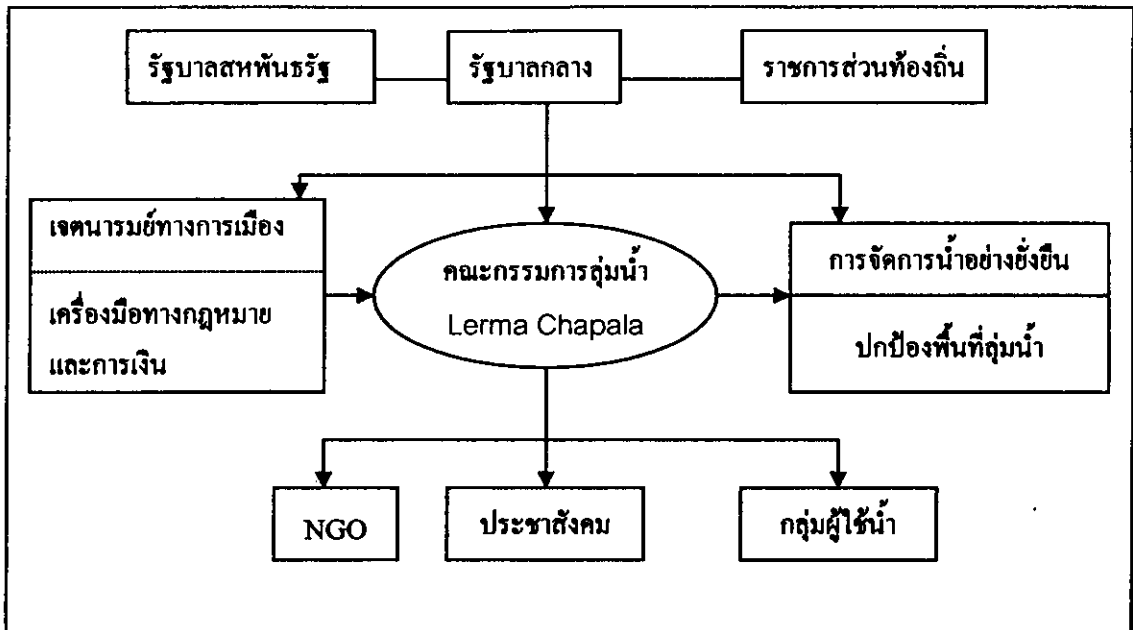 รัฐบาลสหพันธรัฐ
รัฐบาลกลาง
ราชการส่วนท้องถิ่น
เจตนารมย์ทางการเมือง
เครื่องมือทางกฎหมาย
และการเงิน
คณะกรรมการลุ่มน้ำ
Lerma Chapala
การจัดการน้ำอย่างยั่งยืน
ปกป้องพื้นที่ลุ่มน้ำ
NGO
ประชาสังคม
กลุ่มผู้ใช้น้ำ